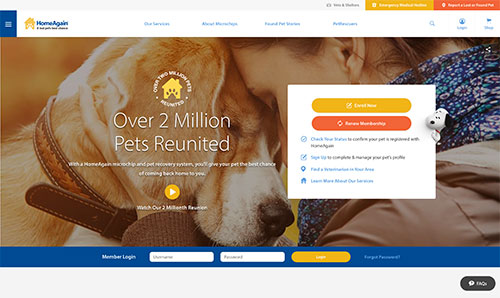 Vets & Shelters
Emergency Medical Hotline
Report a Lost or Found Pet
HomeAgain
Our Services
About Microchips
Found Pet Stories
PetRescuers
Login
Shop
OVER TWO MILLION PETS
REUNITED
Over 2 Million
Pets Reunited
With a HomeAgain microchip and pet recovery system, you'll give your pet the best chance
of coming back home to you.
Watch Our 2 Millionth Reunion
Enroll Now
Renew Membership
Check Your Status to confirm your pet is registered with
HomeAgain
Sign Up to complete & manage your pet's profile
Find a Veterinarian in Your Area
Learn More About Our Services
Member Login
Username
Password
Login
Forgot Password?
FAQs